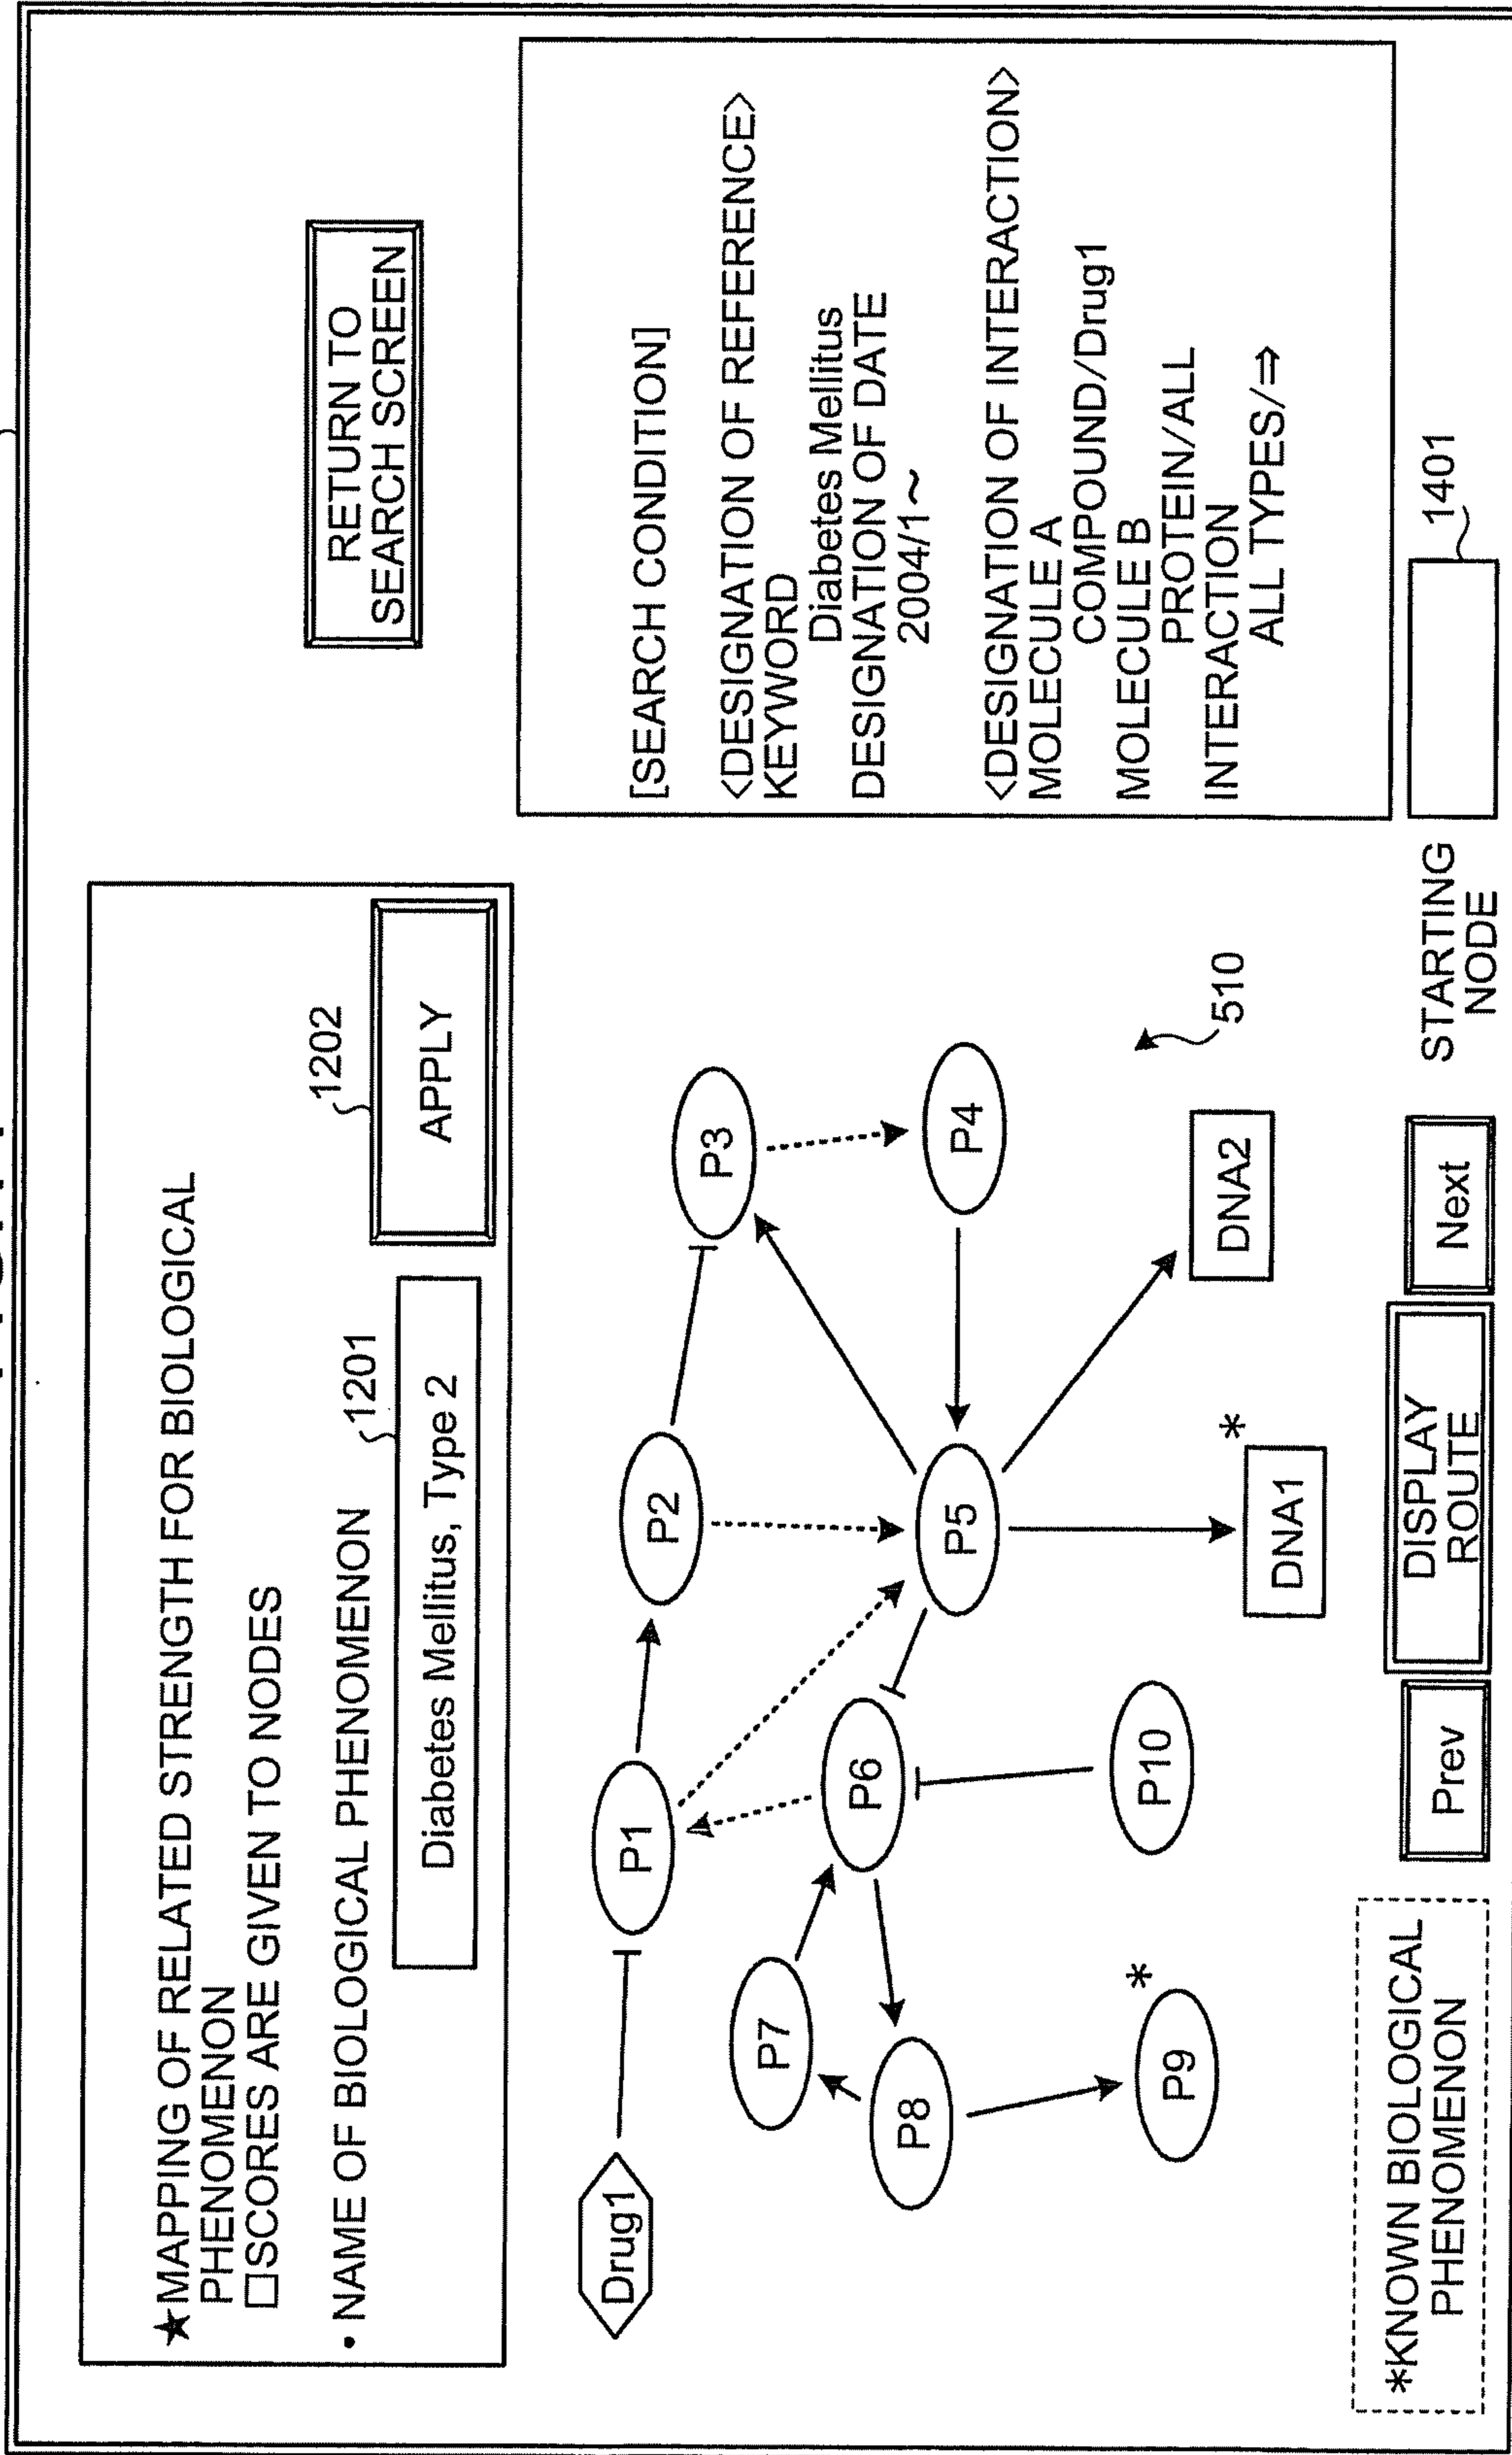 ★MAPPING OF RELATED STRENGTH FOR BIOLOGICAL
PHENOMENON
□SCORES ARE GIVEN TO NODES
• NAME OF BIOLOGICAL PHENOMENON
1201
Diabetes Mellitus, Type 2
1202
APPLY
RETURN TO
SEARCH SCREEN
Drug1
P1
P2
P3
P7
P6
P5
P4
P8
P9
*
P10
DNA1
*
DNA2
510
[SEARCH CONDITION]
<DESIGNATION OF REFERENCE>
KEYWORD
Diabetes Mellitus
DESIGNATION OF DATE
2004/1~
<DESIGNATION OF INTERACTION>
MOLECULE A
COMPOUND/Drug1
MOLECULE B
PROTEIN/ALL
INTERACTION
ALL TYPES/⇒
*KNOWN BIOLOGICAL
PHENOMENON
Prev
DISPLAY
ROUTE
Next
STARTING
NODE
1401